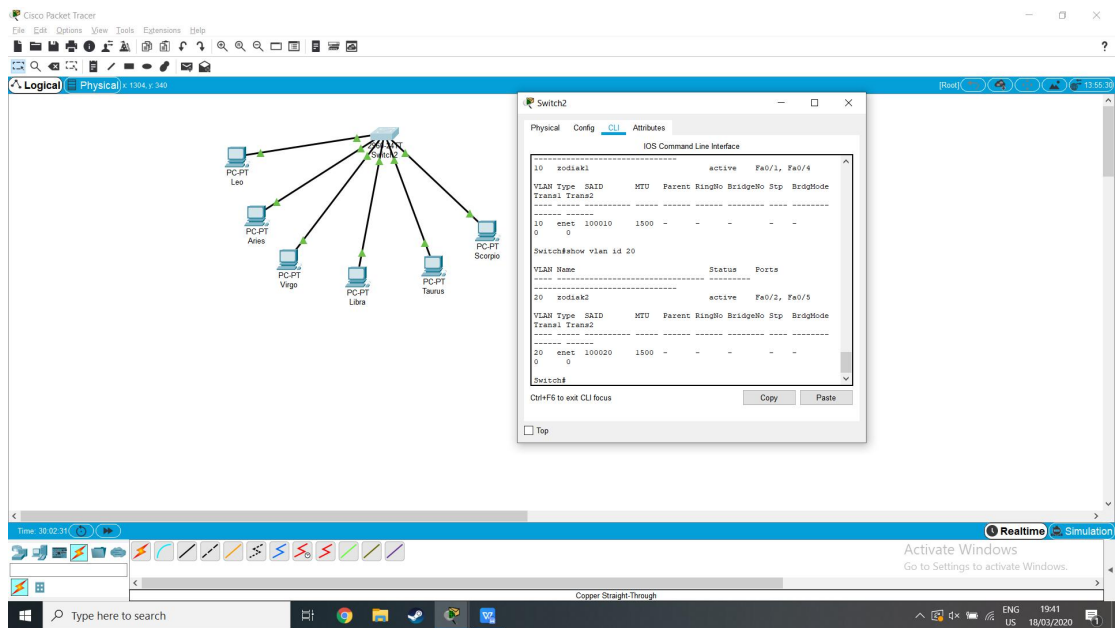 Cisco Packet Tracer
File Edit Options View Tools Extensions Help
?
Logical Physical x: 1304, y: 340
[Root] 13:55:30
2960-24TT
Switch2
PC-PT
Leo
PC-PT
Aries
PC-PT
Virgo
PC-PT
Libra
PC-PT
Taurus
PC-PT
Scorpio
Switch2
Physical Config CLI Attributes
IOS Command Line Interface
---- -------------------------------- --------- -------------------------------
10 zodiak1 active Fa0/1, Fa0/4
VLAN Type SAID MTU Parent RingNo BridgeNo Stp BrdgMode
Trans1 Trans2
---- ----- ---------- ----- ------ ------ -------- ---- --------
------ ------
10 enet 100010 1500 - - - - -
0 0
Switch#show vlan id 20
VLAN Name Status Ports
---- -------------------------------- ---------
-------------------------------
20 zodiak2 active Fa0/2, Fa0/5
VLAN Type SAID MTU Parent RingNo BridgeNo Stp BrdgMode
Trans1 Trans2
---- ----- ---------- ----- ------ ------ -------- ---- --------
------ ------
20 enet 100020 1500 - - - - -
0 0
Switch#
Ctrl+F6 to exit CLI focus
Copy Paste
Top
Time: 30:02:31
Realtime Simulation
Activate Windows
Go to Settings to activate Windows.
Copper Straight-Through
Type here to search
ENG
US
19:41
18/03/2020